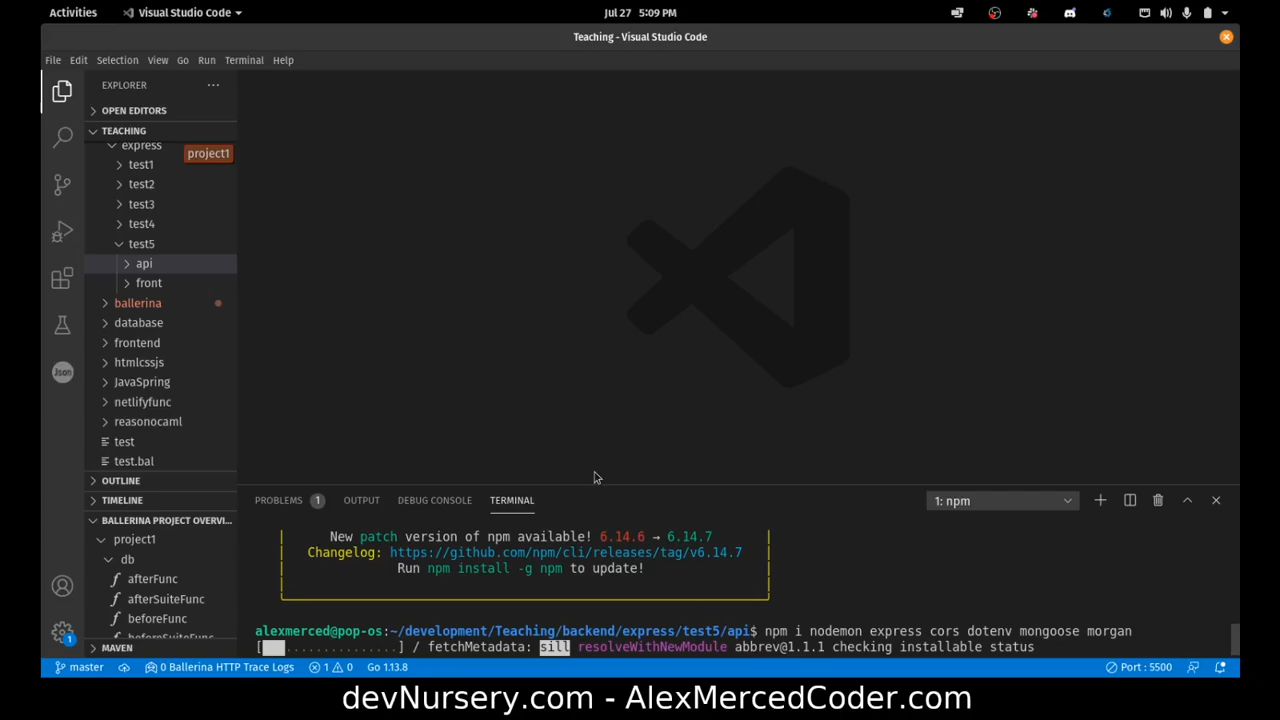 Activities Visual Studio Code Jul 27 5:09 PM
Teaching - Visual Studio Code
File Edit Selection View Go Run Terminal Help
EXPLORER ...
OPEN EDITORS
TEACHING
express
project1
test1
test2
test3
test4
test5
api
front
ballerina
database
frontend
htmlcssjs
JavaSpring
netlifyfunc
reasonocaml
test
test.bal
OUTLINE
TIMELINE
BALLERINA PROJECT OVERVI...
project1
db
f afterFunc
f afterSuiteFunc
f beforeFunc
f beforeSuiteFunc
MAVEN
Json
1
PROBLEMS 1 OUTPUT DEBUG CONSOLE TERMINAL 1: npm
New patch version of npm available! 6.14.6 → 6.14.7
Changelog: https://github.com/npm/cli/releases/tag/v6.14.7
Run npm install -g npm to update!
alexmerced@pop-os:~/development/Teaching/backend/express/test5/api$ npm i nodemon express cors dotenv mongoose morgan
[ ..................] / fetchMetadata: sill resolveWithNewModule abbrev@1.1.1 checking installable status
master 0 Ballerina HTTP Trace Logs 1 0 Go 1.13.8 Port : 5500
devNursery.com - AlexMercedCoder.com